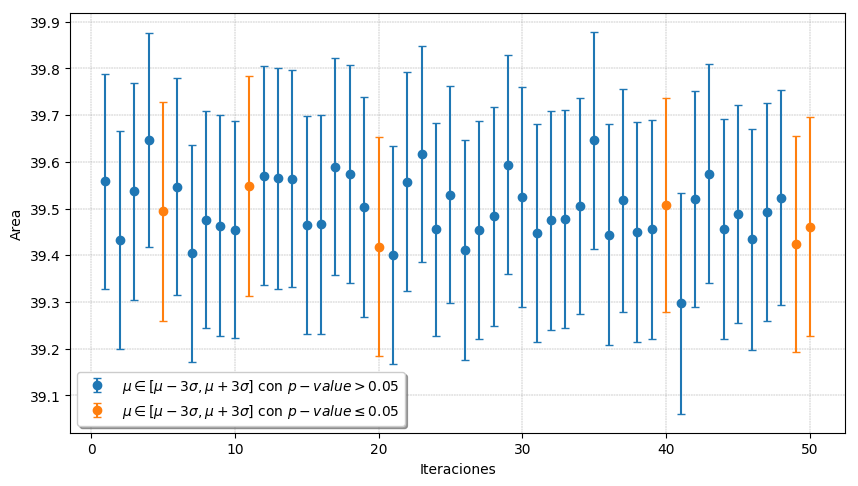 39.9
39.8
39.7
39.6
39.5
39.4
39.3
39.2
39.1
Area
μ ∈ [μ − 3σ, μ + 3σ] con p − value > 0.05
μ ∈ [μ − 3σ, μ + 3σ] con p − value ≤ 0.05
0 10 20 30 40 50
Iteraciones